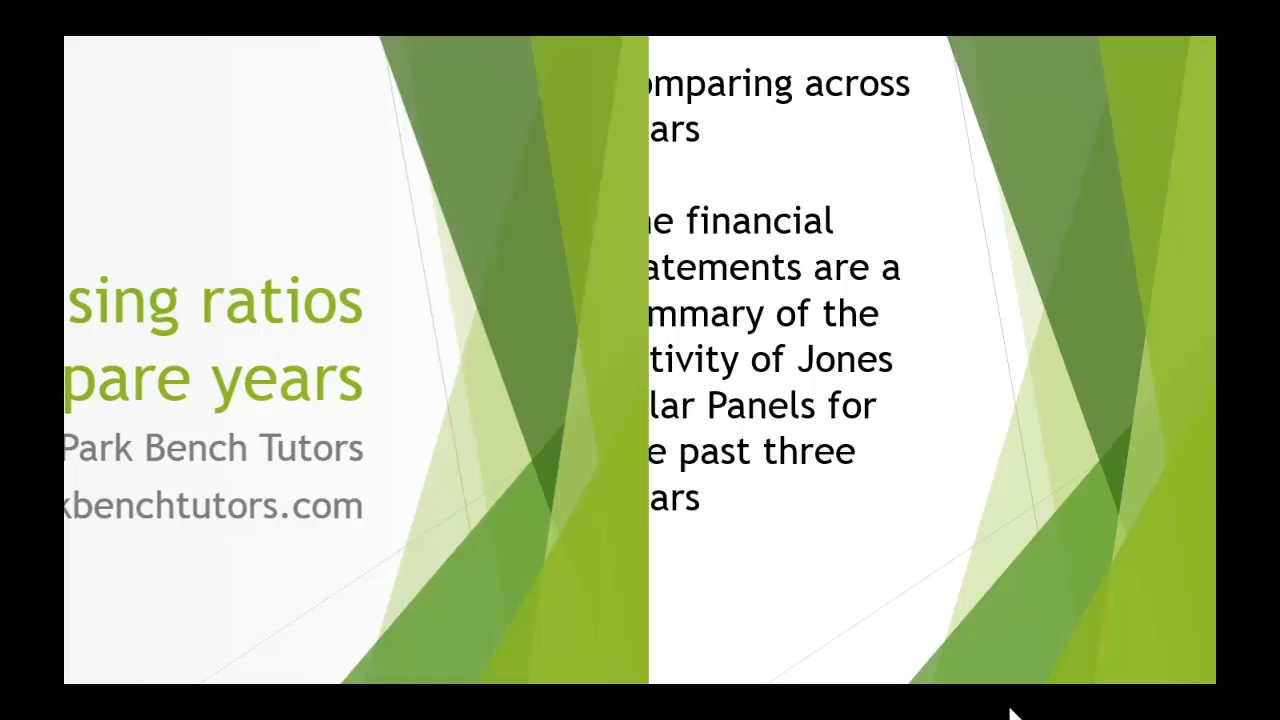 sing ratios
pare years
Park Bench Tutors
kbenchtutors.com
omparing across
ars
e financial
atements are a
mmary of the
tivity of Jones
lar Panels for
e past three
ars